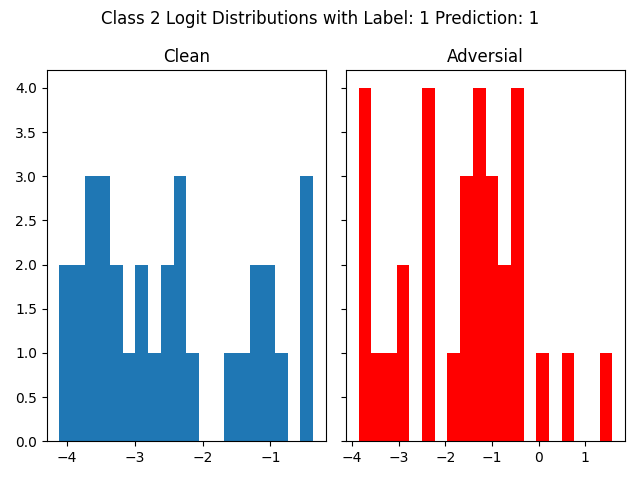 Class 2 Logit Distributions with Label: 1 Prediction: 1
Clean
Adversial
4.0
3.5
3.0
2.5
2.0
1.5
1.0
0.5
0.0
−4 −3 −2 −1
−4 −3 −2 −1 0 1